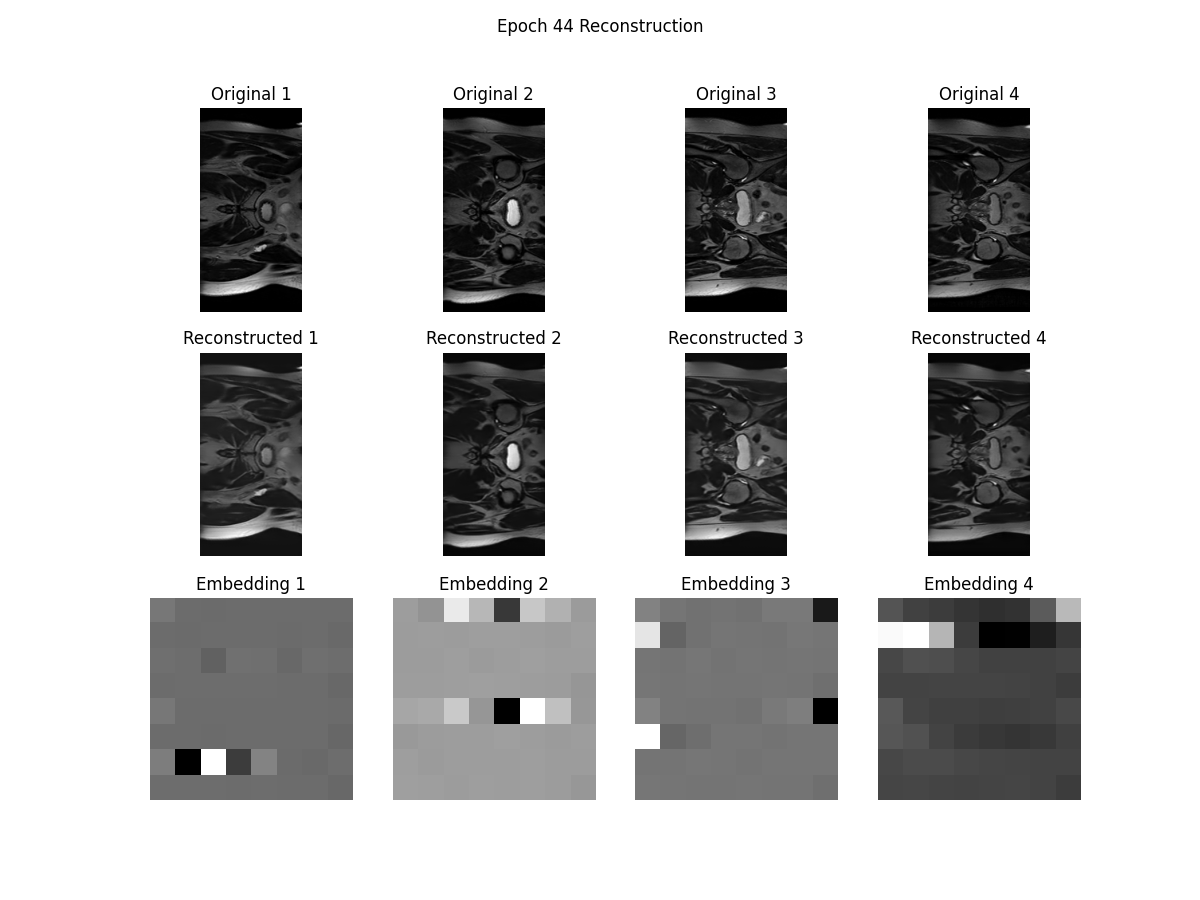 Epoch 44 Reconstruction
Original 1
Original 2
Original 3
Original 4
Reconstructed 1
Reconstructed 2
Reconstructed 3
Reconstructed 4
Embedding 1
Embedding 2
Embedding 3
Embedding 4